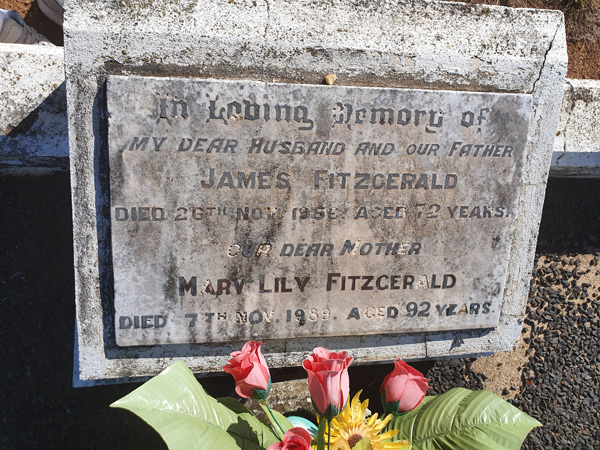 In Loving Memory of
MY DEAR HUSBAND AND OUR FATHER
JAMES FITZGERALD
DIED 26TH NOV. 1956. AGED 72 YEARS.
OUR DEAR MOTHER
MARY LILY FITZGERALD
DIED 7TH NOV. 1989. AGED 92 YEARS.